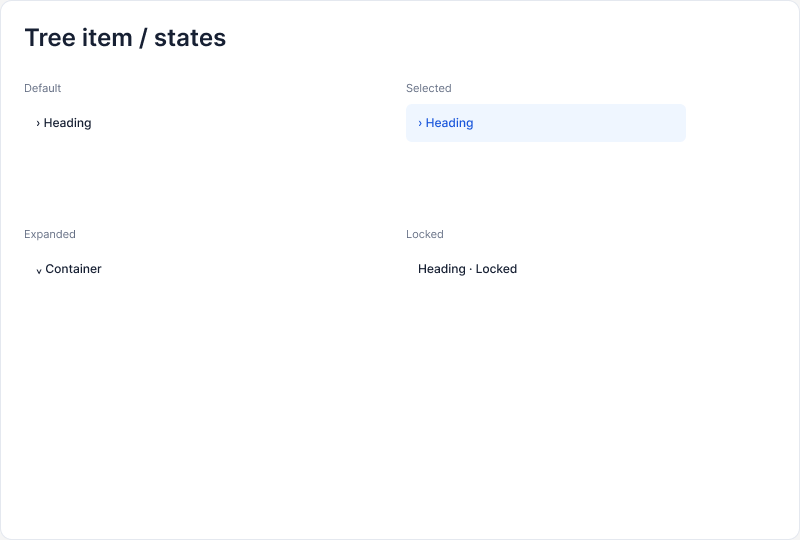 Tree item / states
Default
Selected
› Heading
› Heading
Expanded
Locked
˅ Container
Heading · Locked